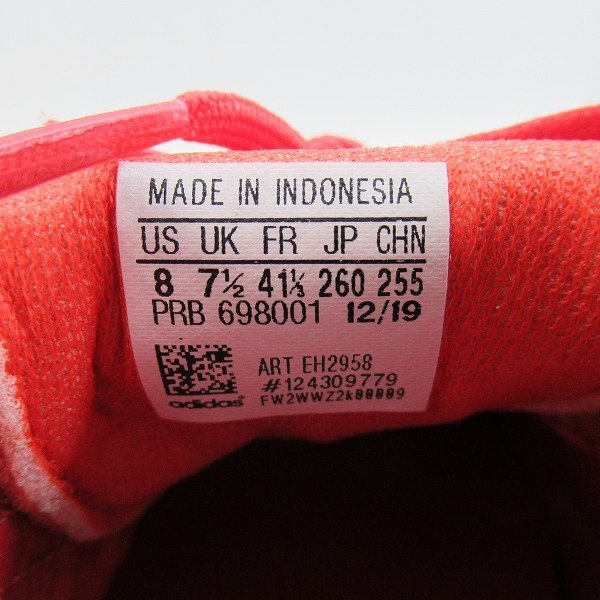 MADE IN INDONESIA
US UK FR JP CHN
8 7½ 41⅓ 260 255
PRB 698001 12/19
ART EH2958
#124309779
adidas